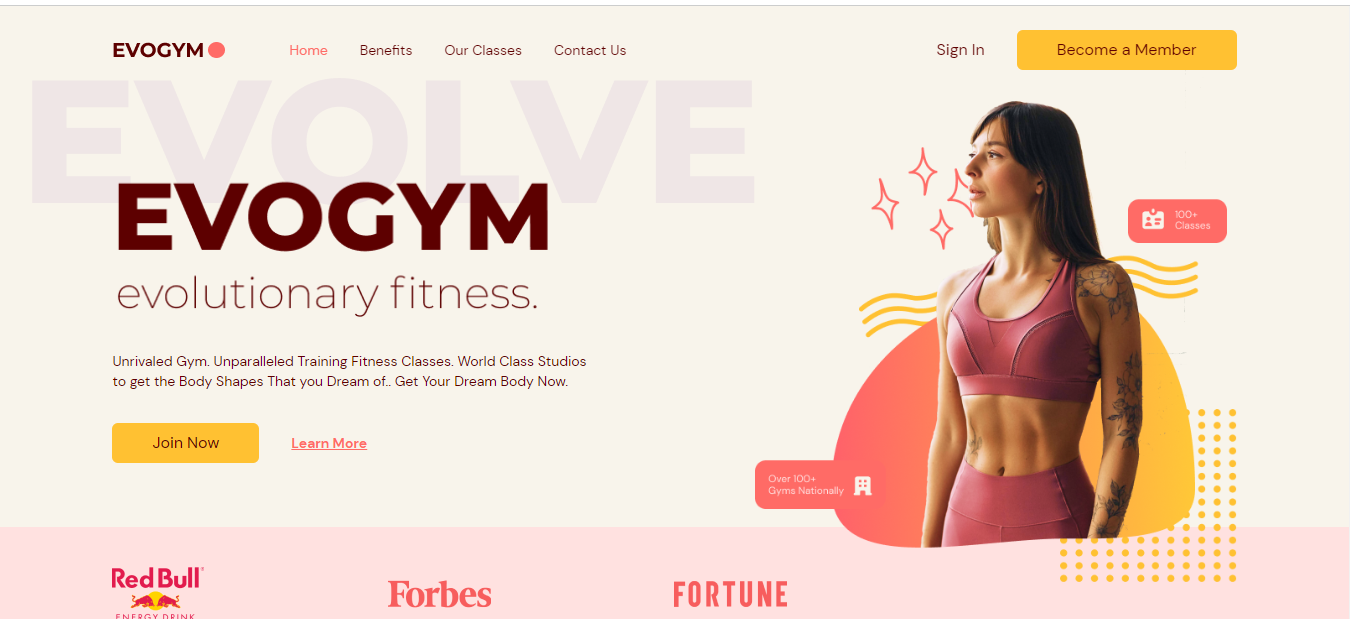 EVOGYM
Home
Benefits
Our Classes
Contact Us
Sign In
Become a Member
EVOLVE
EVOGYM
evolutionary fitness.
Unrivaled Gym. Unparalleled Training Fitness Classes. World Class Studios
to get the Body Shapes That you Dream of.. Get Your Dream Body Now.
Join Now
Learn More
100+
Classes
Over 100+
Gyms Nationally
Red Bull
ENERGY DRINK
Forbes
FORTUNE